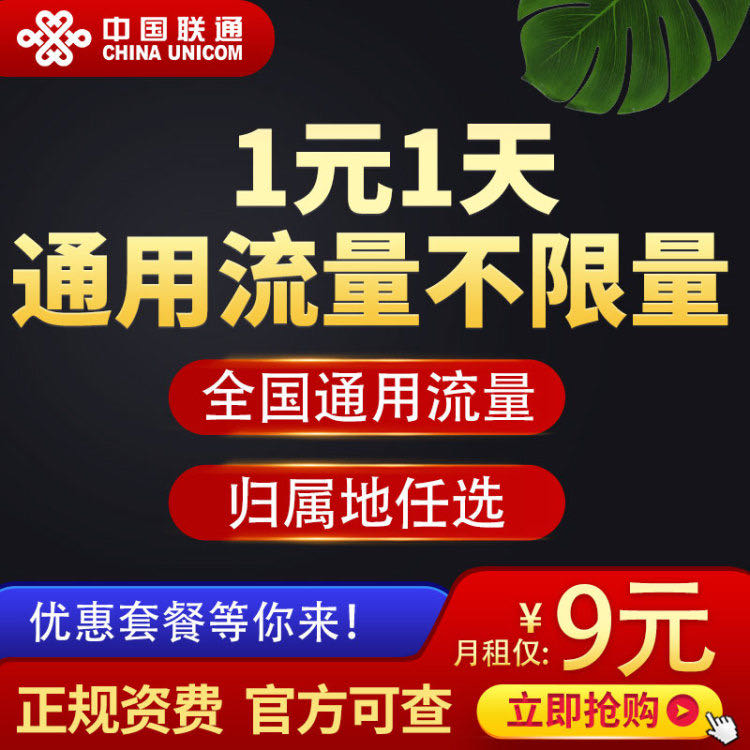 中国联通
CHINA UNICOM
1元1天
通用流量不限量
全国通用流量
归属地任选
优惠套餐等你来!
¥
月租仅:9元
正规资费 官方可查
立即抢购